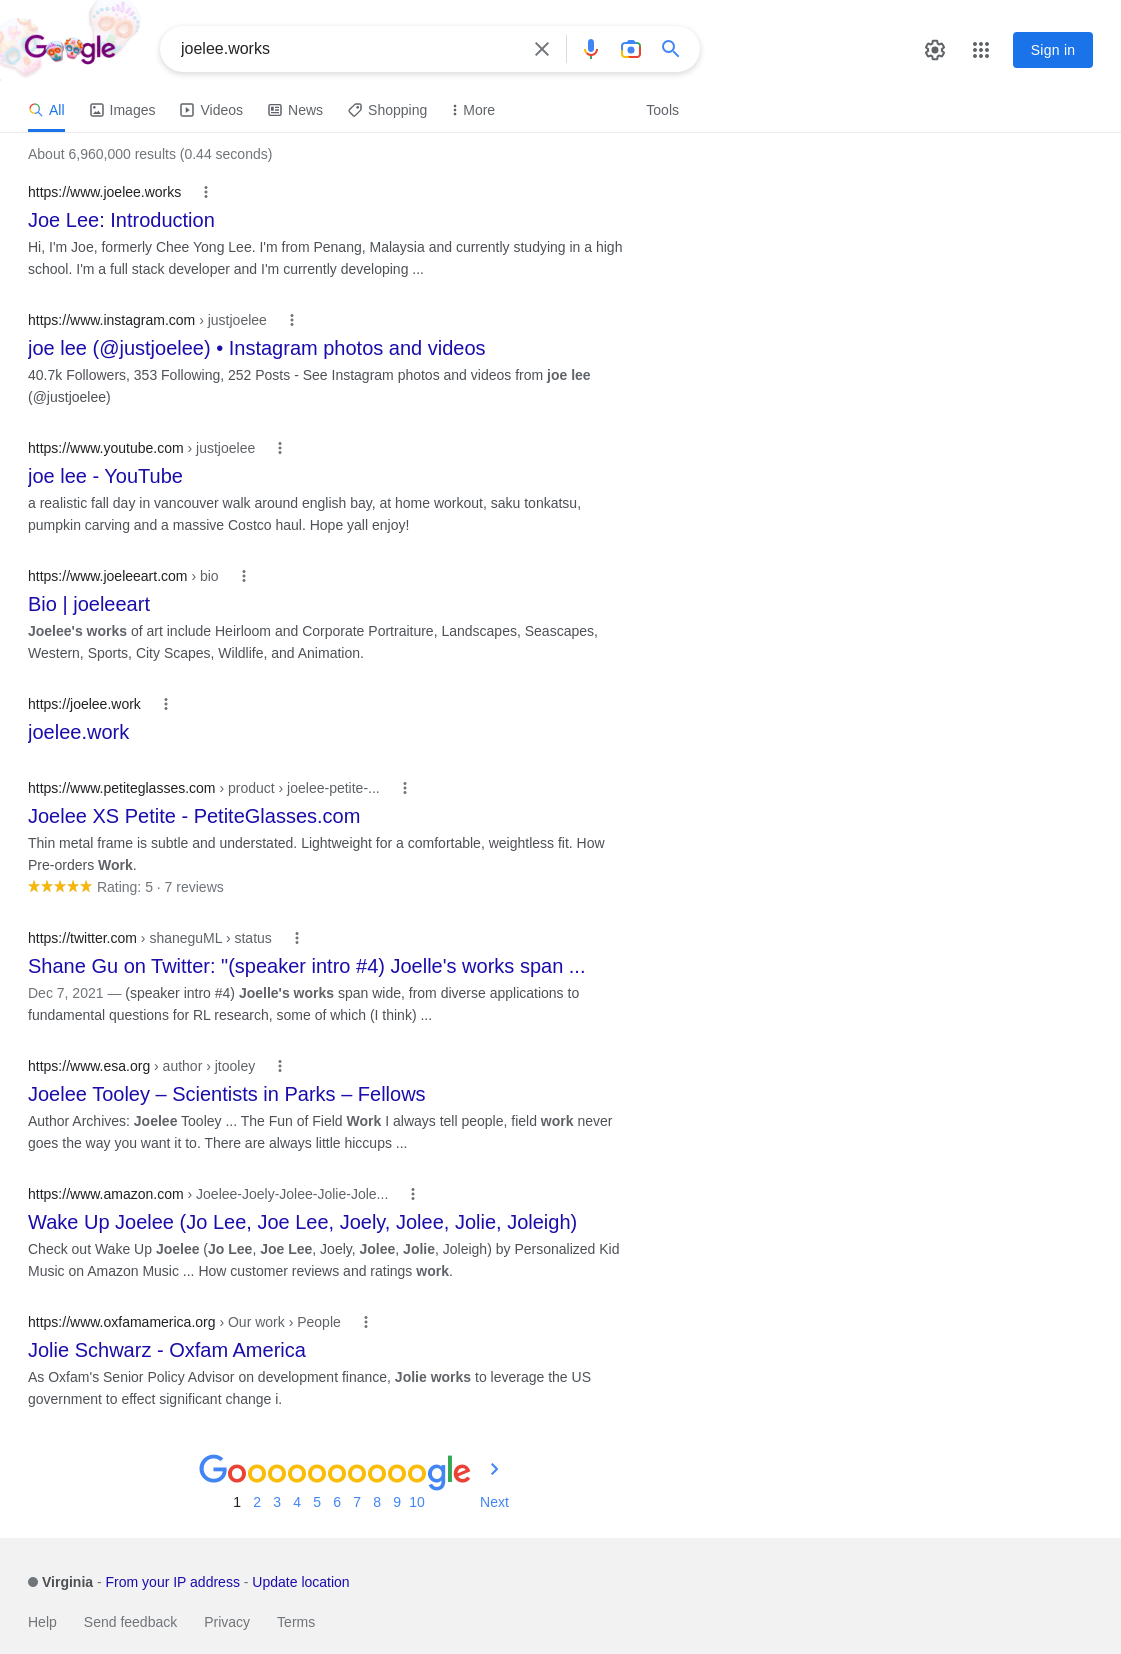 Google
joelee.works
Sign in
All Images Videos News Shopping More Tools
About 6,960,000 results (0.44 seconds)
https://www.joelee.works
Joe Lee: Introduction
Hi, I'm Joe, formerly Chee Yong Lee. I'm from Penang, Malaysia and currently studying in a high
school. I'm a full stack developer and I'm currently developing ...
https://www.instagram.com › justjoelee
joe lee (@justjoelee) • Instagram photos and videos
40.7k Followers, 353 Following, 252 Posts - See Instagram photos and videos from joe lee
(@justjoelee)
https://www.youtube.com › justjoelee
joe lee - YouTube
a realistic fall day in vancouver walk around english bay, at home workout, saku tonkatsu,
pumpkin carving and a massive Costco haul. Hope yall enjoy!
https://www.joeleeart.com › bio
Bio | joeleeart
Joelee's works of art include Heirloom and Corporate Portraiture, Landscapes, Seascapes,
Western, Sports, City Scapes, Wildlife, and Animation.
https://joelee.work
joelee.work
https://www.petiteglasses.com › product › joelee-petite-...
Joelee XS Petite - PetiteGlasses.com
Thin metal frame is subtle and understated. Lightweight for a comfortable, weightless fit. How
Pre-orders Work.
Rating: 5 · 7 reviews
https://twitter.com › shaneguML › status
Shane Gu on Twitter: "(speaker intro #4) Joelle's works span ...
Dec 7, 2021 — (speaker intro #4) Joelle's works span wide, from diverse applications to
fundamental questions for RL research, some of which (I think) ...
https://www.esa.org › author › jtooley
Joelee Tooley – Scientists in Parks – Fellows
Author Archives: Joelee Tooley ... The Fun of Field Work I always tell people, field work never
goes the way you want it to. There are always little hiccups ...
https://www.amazon.com › Joelee-Joely-Jolee-Jolie-Jole...
Wake Up Joelee (Jo Lee, Joe Lee, Joely, Jolee, Jolie, Joleigh)
Check out Wake Up Joelee (Jo Lee, Joe Lee, Joely, Jolee, Jolie, Joleigh) by Personalized Kid
Music on Amazon Music ... How customer reviews and ratings work.
https://www.oxfamamerica.org › Our work › People
Jolie Schwarz - Oxfam America
As Oxfam's Senior Policy Advisor on development finance, Jolie works to leverage the US
government to effect significant change i.
Goooooooooogle
1 2 3 4 5 6 7 8 9 10 Next
Virginia - From your IP address - Update location
Help Send feedback Privacy Terms